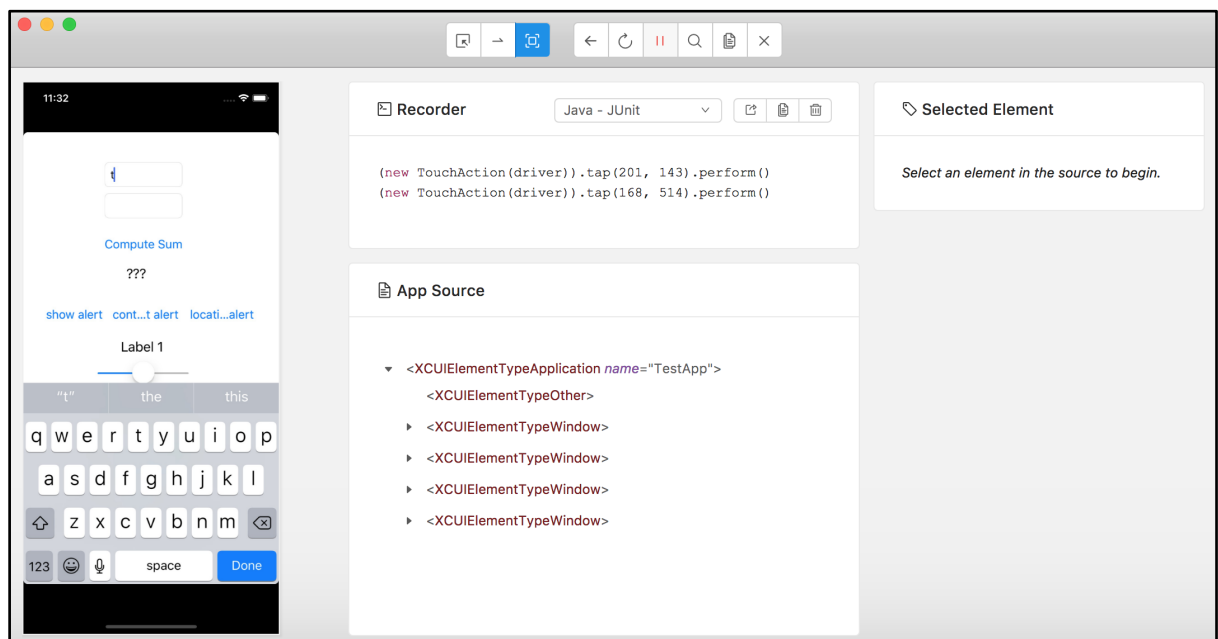 11:32
t
Compute Sum
???
show alert cont...t alert locati...alert
Label 1
"t" the this
q w e r t y u i o p
a s d f g h j k l
z x c v b n m
123 space Done
Recorder
Java - JUnit
(new TouchAction(driver)).tap(201, 143).perform()
(new TouchAction(driver)).tap(168, 514).perform()
App Source
<XCUIElementTypeApplication name="TestApp">
<XCUIElementTypeOther>
<XCUIElementTypeWindow>
<XCUIElementTypeWindow>
<XCUIElementTypeWindow>
<XCUIElementTypeWindow>
Selected Element
Select an element in the source to begin.